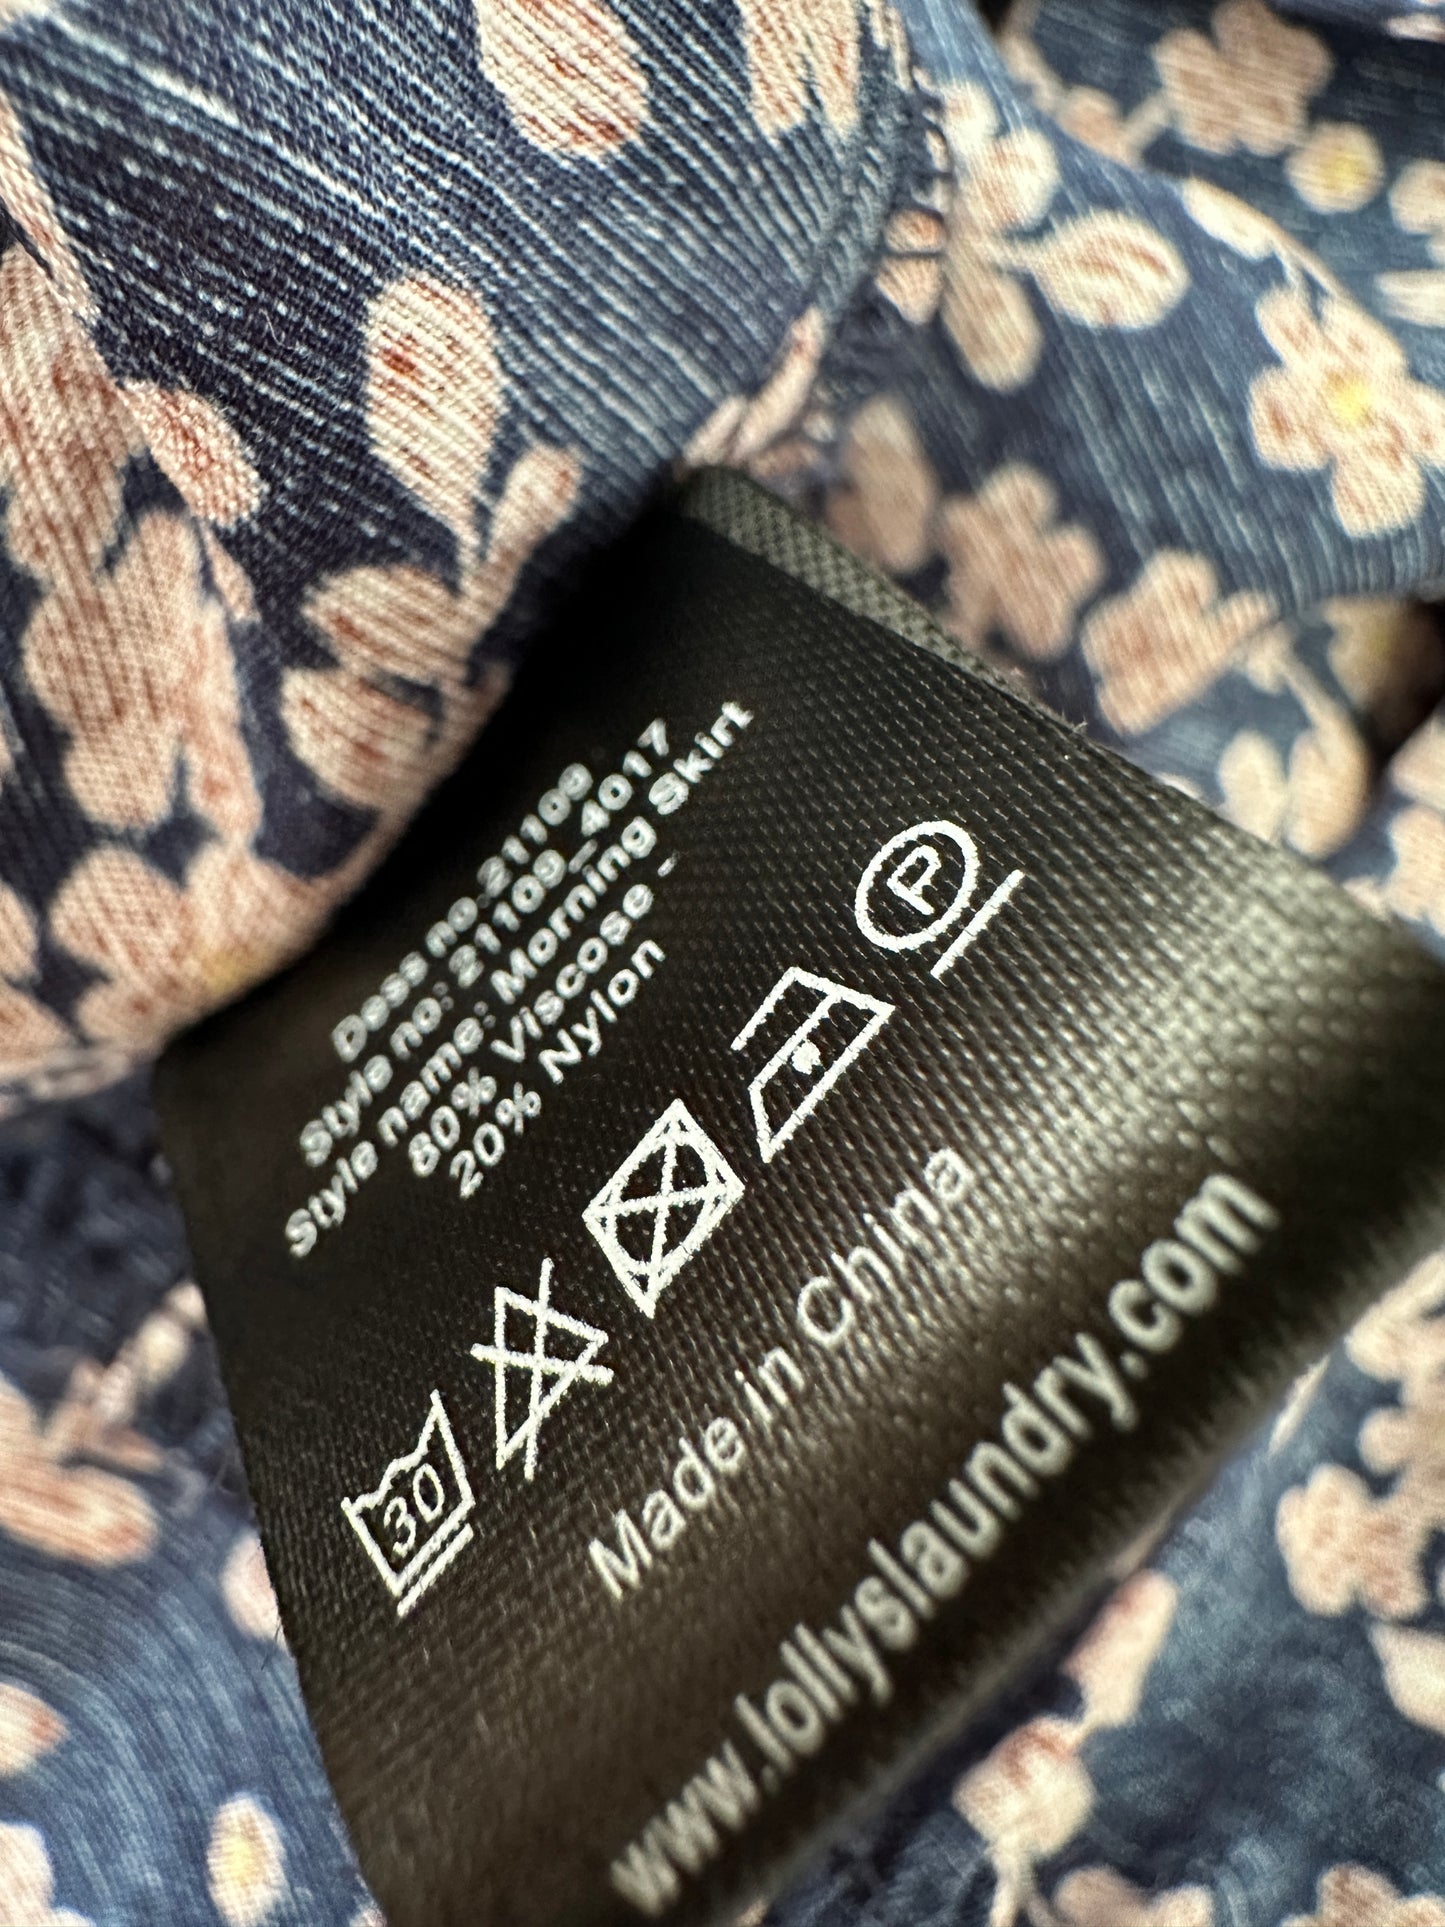 Dess no.21109
Style no: 21109_4017
Style name: Morning Skirt
80% Viscose -
20% Nylon
30
P
Made in China
www.lollyslaundry.com